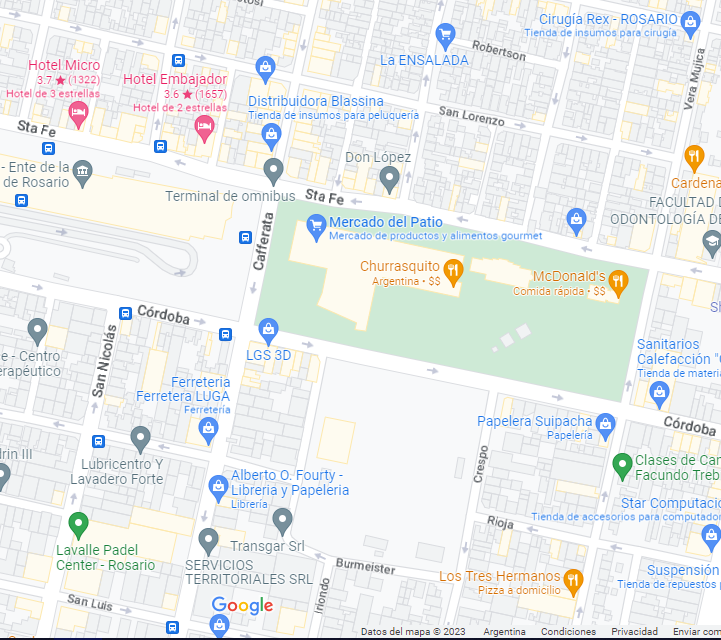 Cirugía Rex - ROSARIO
Tienda de insumos para cirugía
Robertson
La ENSALADA
Vera Mujica
Hotel Micro
3.7 ★ (1322)
Hotel de 3 estrellas
Hotel Embajador
3.6 ★ (1657)
Hotel de 2 estrellas
Distribuidora Blassina
Tienda de insumos para peluquería
San Lorenzo
Santa Fe
Don López
- Ente de la
de Rosario
Cardena
Terminal de omnibus
Santa Fe
FACULTAD D
ODONTOLOGÍA DE
Mercado del Patio
Mercado de productos y alimentos gourmet
Cafferata
Churrasquito
Argentina • $$
McDonald's
Comida rápida • $$
Córdoba
San Nicolás
LGS 3D
e - Centro
erapéutico
Sanitarios
Calefacción "C
Tienda de materia
Ferreteria
Ferretera LUGA
Ferretería
Papelera Suipacha
Papelería
Córdoba
drin III
Lubricentro Y
Lavadero Forte
Crespo
Clases de Can
Facundo Treb
Alberto O. Fourty -
Libreria y Papeleria
Librería
Star Computacio
Tienda de accesorios para computador
Rioja
Lavalle Padel
Center - Rosario
Transgar Srl
SERVICIOS
TERRITORIALES SRL
Burmeister
Iriondo
Los Tres Hermanos
Pizza a domicilio
Suspensión
Tienda de repuestos p
San Luis
Google
Datos del mapa © 2023 Argentina Condiciones Privacidad Enviar com